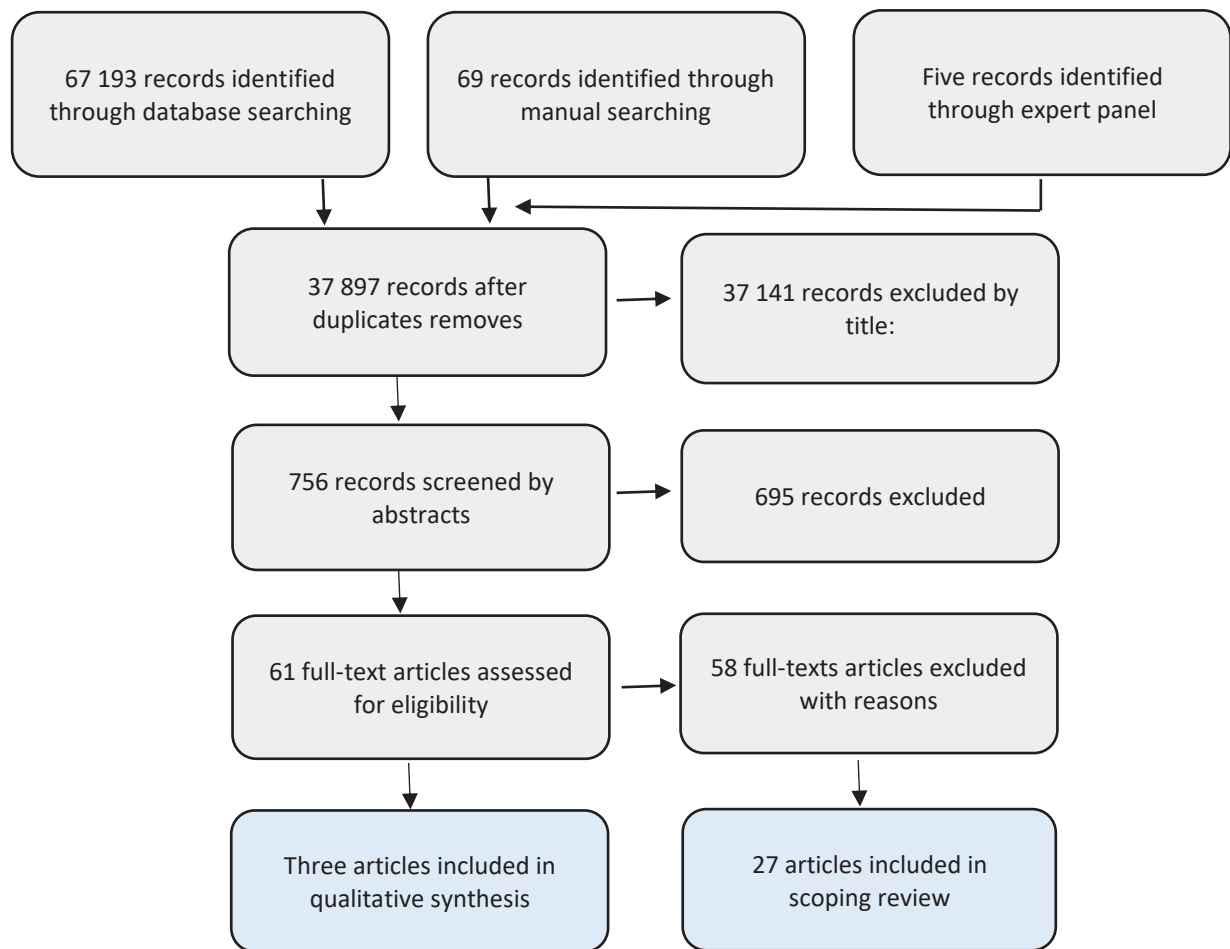 67 193 records identified
through database searching
69 records identified through
manual searching
Five records identified
through expert panel
37 897 records after
duplicates removes
37 141 records excluded by
title:
756 records screened by
abstracts
695 records excluded
61 full-text articles assessed
for eligibility
58 full-texts articles excluded
with reasons
Three articles included in
qualitative synthesis
27 articles included in
scoping review